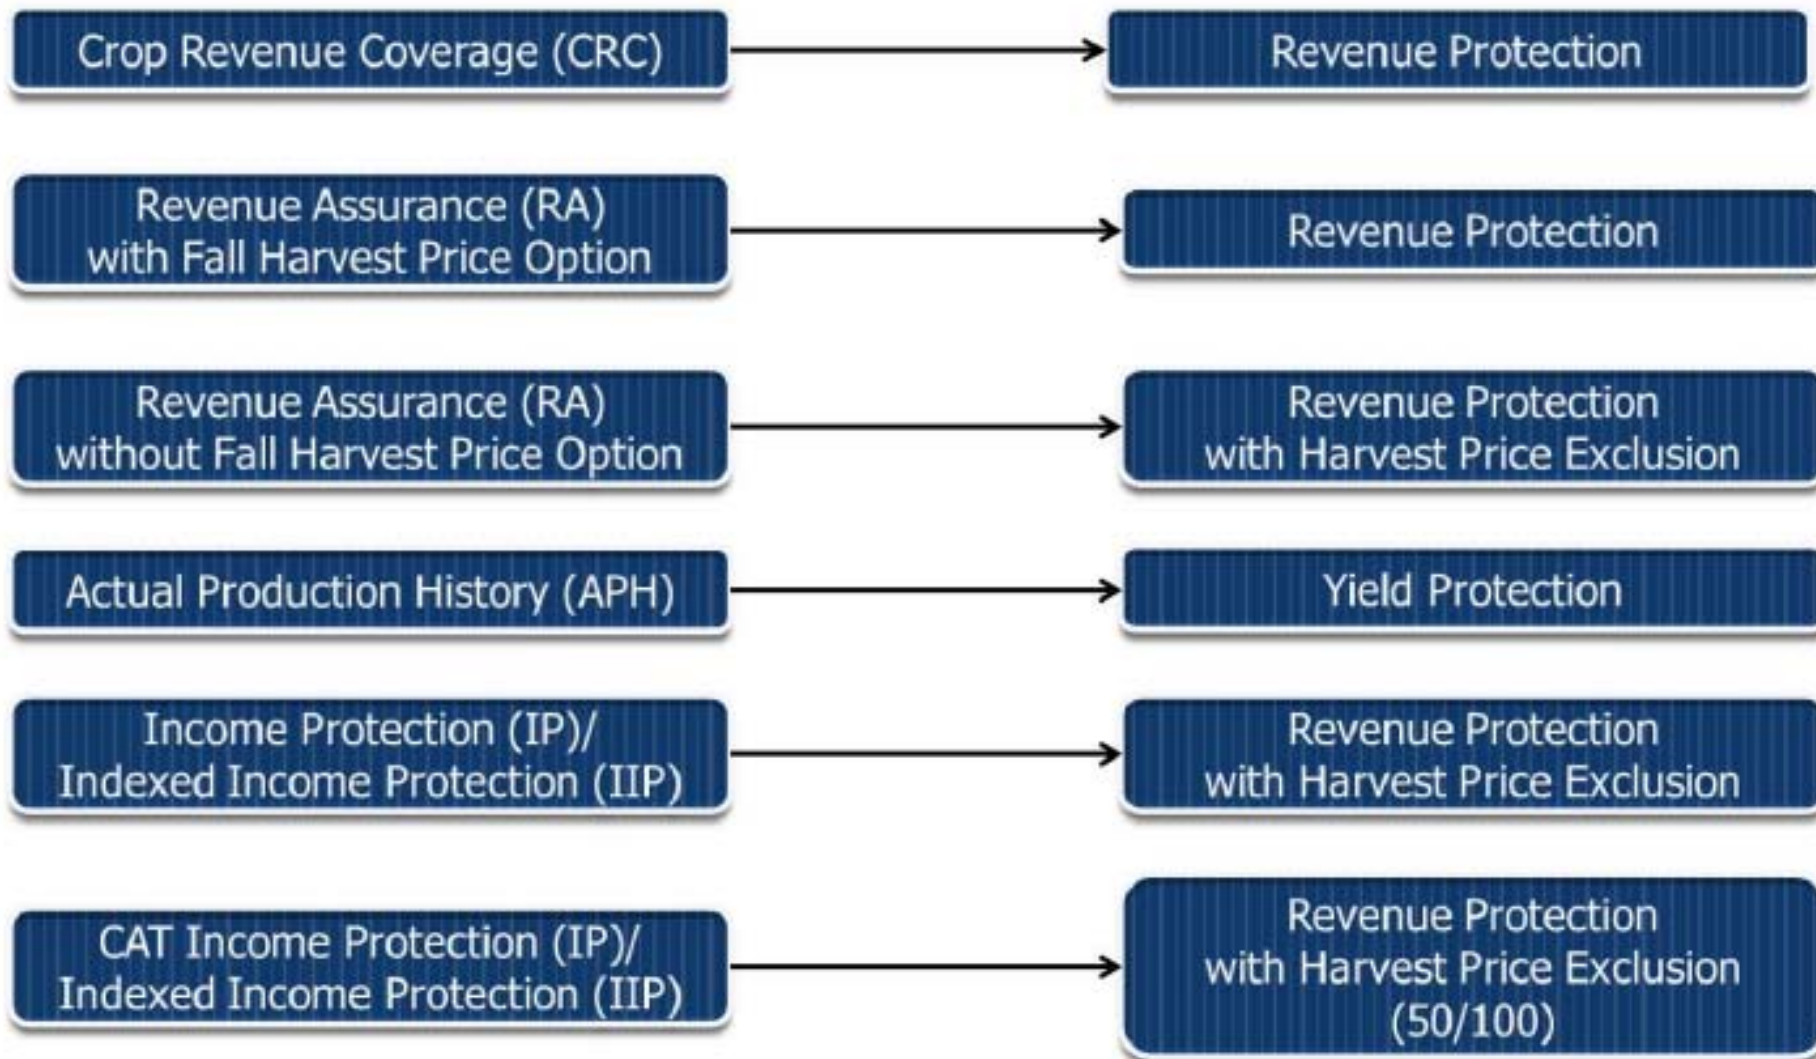 Crop Revenue Coverage (CRC)
Revenue Protection
Revenue Assurance (RA)
with Fall Harvest Price Option
Revenue Protection
Revenue Assurance (RA)
without Fall Harvest Price Option
Revenue Protection
with Harvest Price Exclusion
Actual Production History (APH)
Yield Protection
Income Protection (IP)/
Indexed Income Protection (IIP)
Revenue Protection
with Harvest Price Exclusion
CAT Income Protection (IP)/
Indexed Income Protection (IIP)
Revenue Protection
with Harvest Price Exclusion
(50/100)